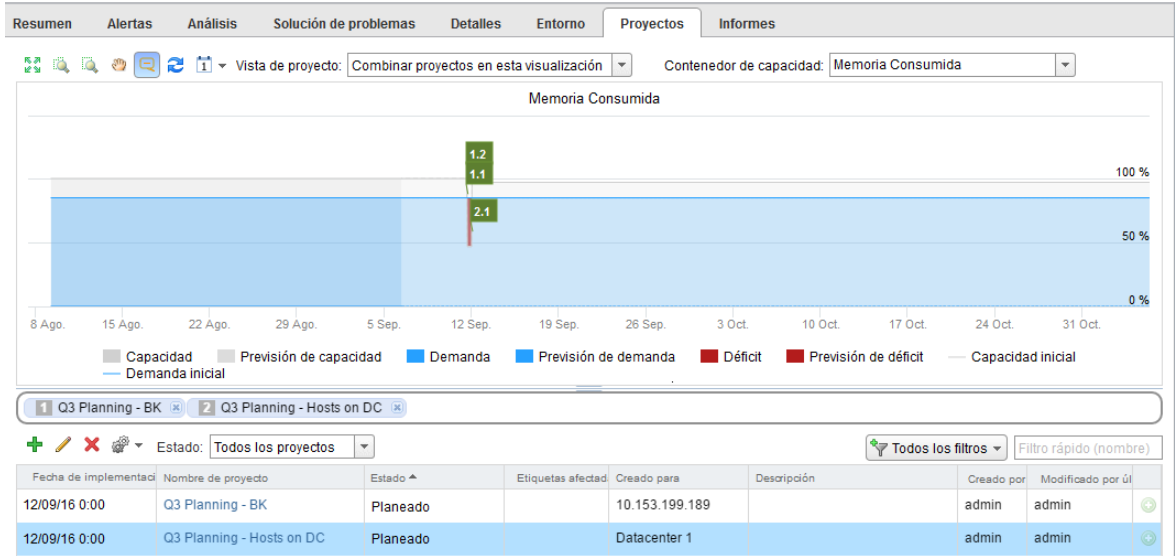 Resumen Alertas Análisis Solución de problemas Detalles Entorno Proyectos Informes
1 Vista de proyecto: Combinar proyectos en esta visualización Contenedor de capacidad: Memoria Consumida
Memoria Consumida
1.2
1.1
100 %
2.1
50 %
0 %
8 Ago. 15 Ago. 22 Ago. 29 Ago. 5 Sep. 12 Sep. 19 Sep. 26 Sep. 3 Oct. 10 Oct. 17 Oct. 24 Oct. 31 Oct.
Capacidad Previsión de capacidad Demanda Previsión de demanda Déficit Previsión de déficit Capacidad inicial
Demanda inicial
1 Q3 Planning - BK 2 Q3 Planning - Hosts on DC
Estado: Todos los proyectos Todos los filtros Filtro rápido (nombre)
Fecha de implementaci Nombre de proyecto Estado Etiquetas afectad Creado para Descripción Creado por Modificado por úl
12/09/16 0:00 Q3 Planning - BK Planeado 10.153.199.189 admin admin
12/09/16 0:00 Q3 Planning - Hosts on DC Planeado Datacenter 1 admin admin